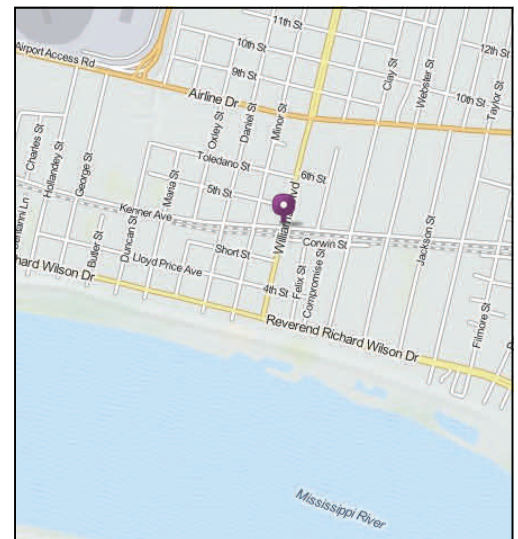 11th St
10th St
12th St
Airport Access Rd
9th St
Clay St
Webster St
Airline Dr
10th St
Taylor St
Daniel St
Minor St
Oxley St
Charles St
Hollandey St
George St
Toledano St
6th St
Maria St
5th St
Kenner Ave
Williams Blvd
Corwin St
Jackson St
Butler St
Duncan St
Short St
Lloyd Price Ave
4th St
Felix St
Compromise St
Reverend Richard Wilson Dr
Filmore St
Mississippi River